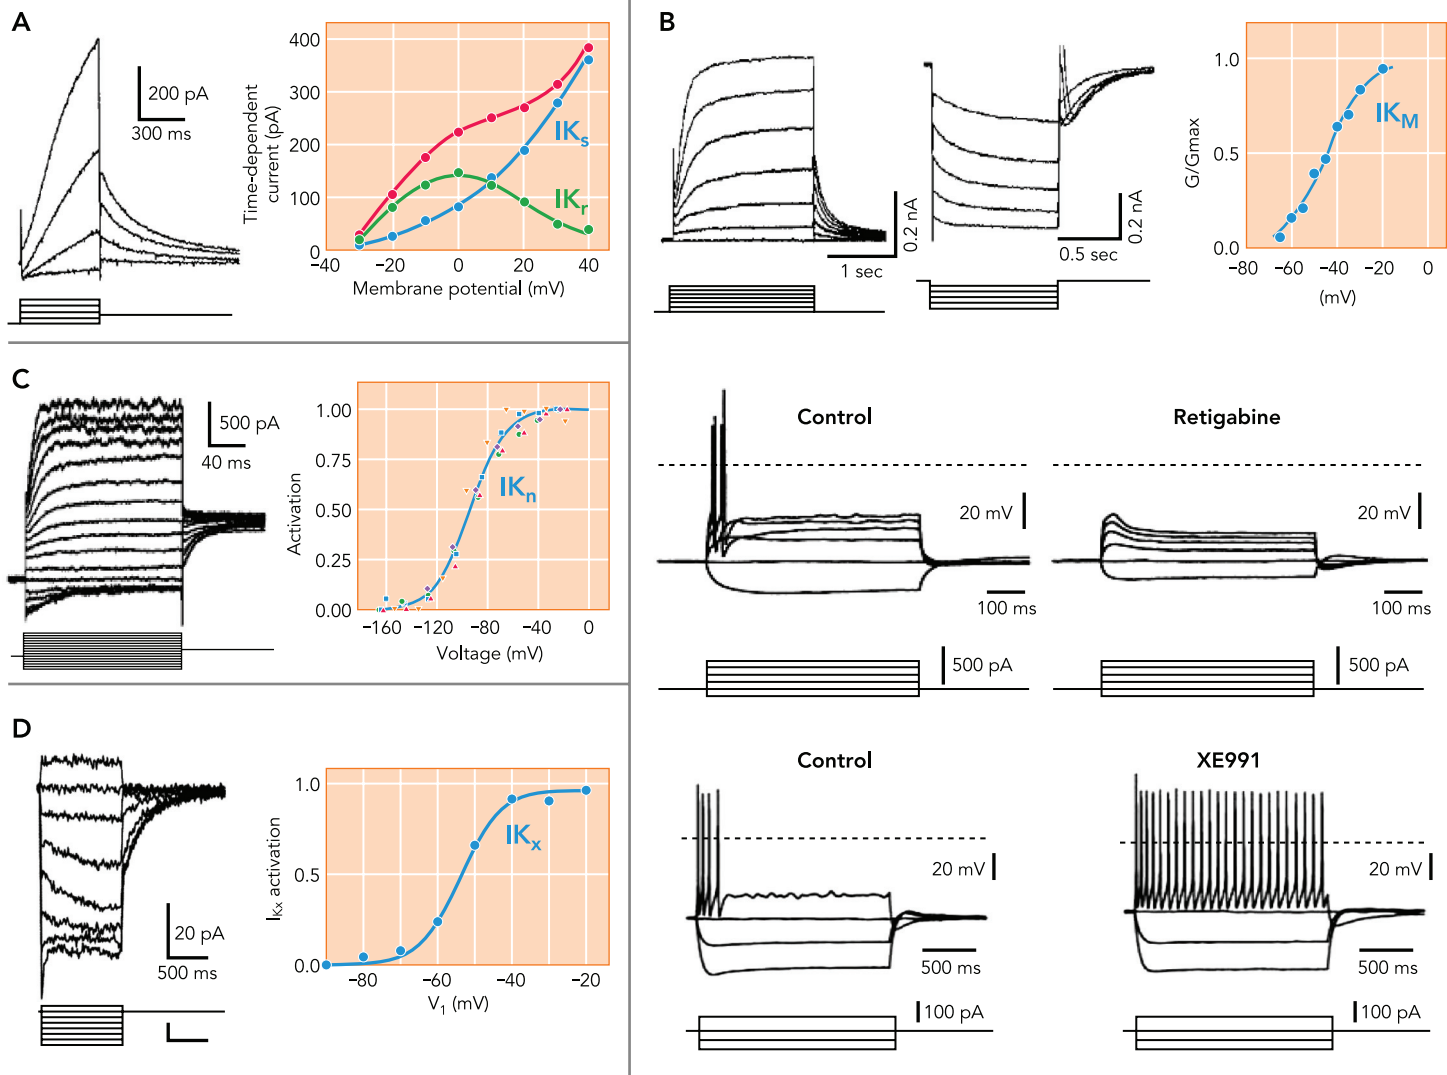 A
200 pA
300 ms
Time-dependent
current (pA)
400
300
200
100
0
IKs
IKr
−40
−20
0
20
40
Membrane potential (mV)
B
0.2 nA
1 sec
0.2 nA
0.5 sec
G/Gmax
1.0
0.5
0.0
IKM
−80
−60
−40
−20
0
(mV)
Control
Retigabine
20 mV
20 mV
100 ms
100 ms
500 pA
500 pA
Control
XE991
20 mV
20 mV
500 ms
500 ms
100 pA
100 pA
C
500 pA
40 ms
Activation
1.00
0.75
0.50
0.25
0.00
IKn
−160
−120
−80
−40
0
Voltage (mV)
D
20 pA
500 ms
IKx activation
1.0
0.5
0.0
IKx
−80
−60
−40
−20
V1 (mV)